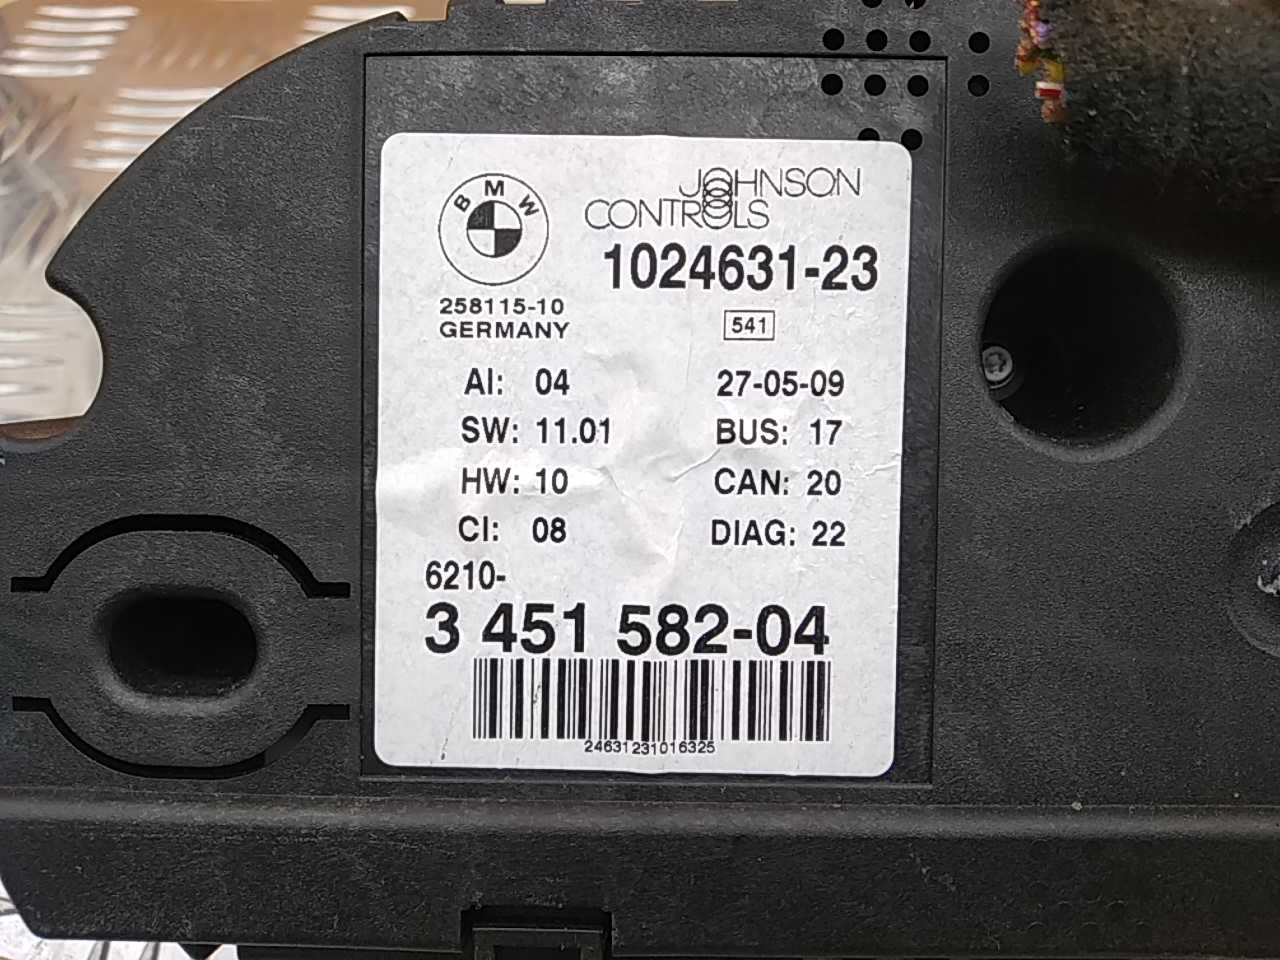 BMW
JOHNSON
CONTROLS
1024631-23
258115-10
GERMANY
541
AI: 04 27-05-09
SW: 11.01 BUS: 17
HW: 10 CAN: 20
CI: 08 DIAG: 22
6210-
3 451 582-04
24631231016325